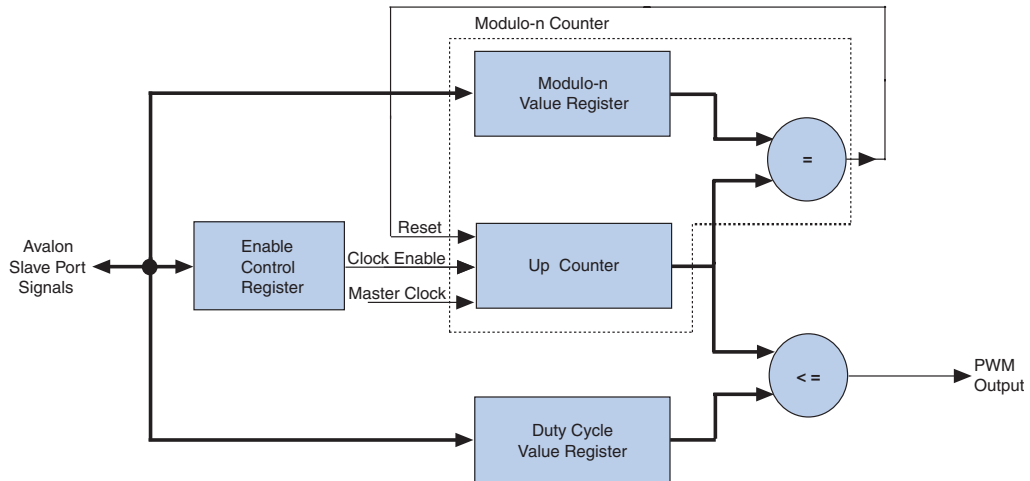 Modulo-n Counter
Modulo-n
Value Register
=
Reset
Avalon
Slave Port
Signals
Enable
Control
Register
Clock Enable
Master Clock
Up Counter
< =
PWM
Output
Duty Cycle
Value Register